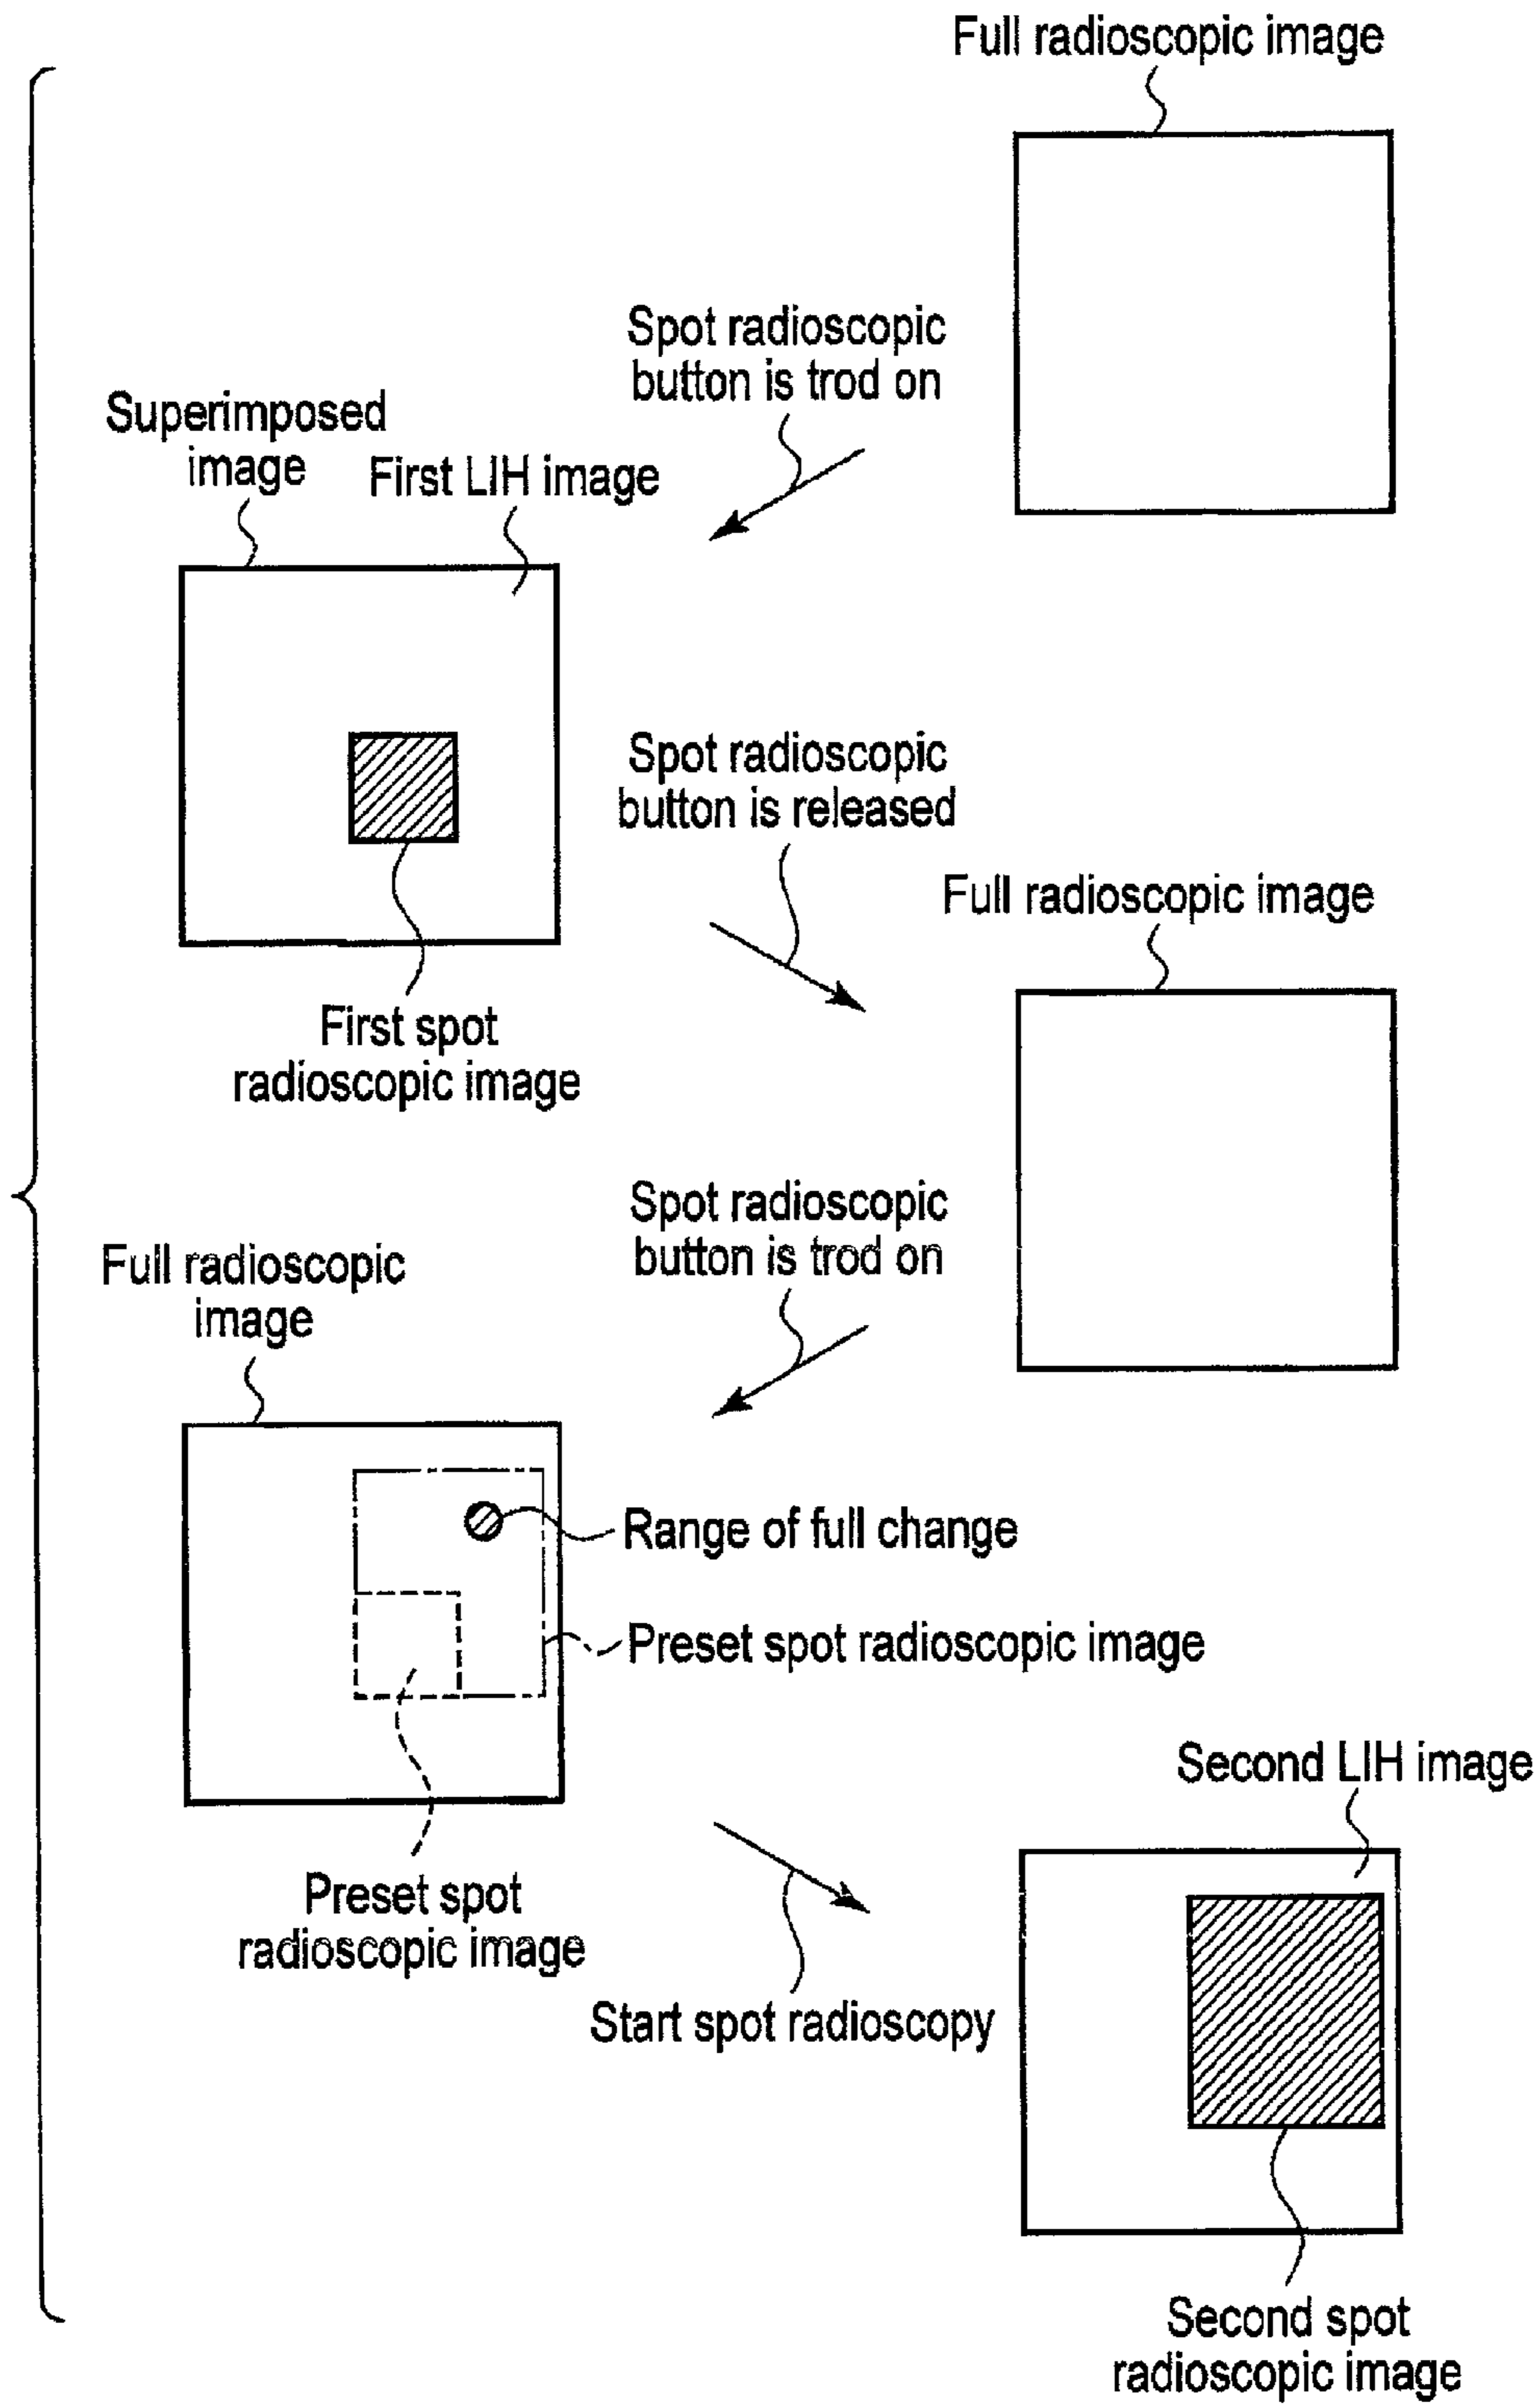 Full radioscopic image
Spot radioscopic
button is trod on
Superimposed
image
First LIH image
Spot radioscopic
button is released
Full radioscopic image
First spot
radioscopic image
Spot radioscopic
button is trod on
Full radioscopic
image
Range of full change
Preset spot radioscopic image
Second LIH image
Preset spot
radioscopic image
Start spot radioscopy
Second spot
radioscopic image